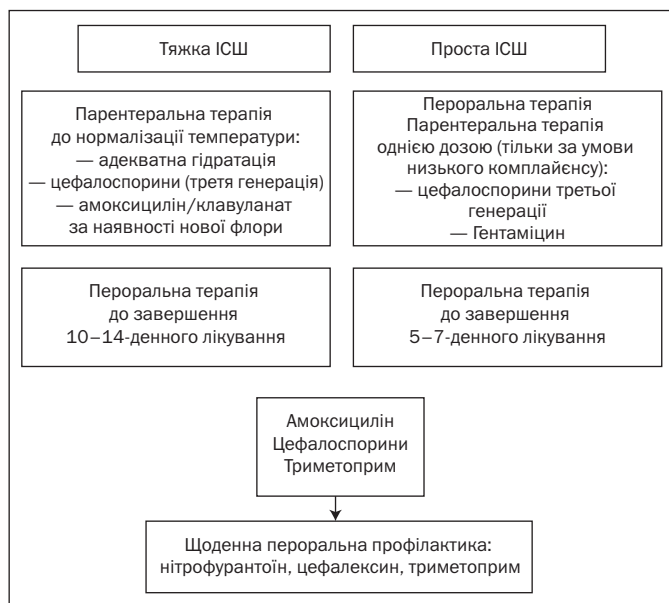 Тяжка ІСШ
Проста ІСШ
Парентеральна терапія
до нормалізації температури:
— адекватна гідратація
— цефалоспорини (третя генерація)
— амоксицилін/клавуланат
за наявності нової флори
Пероральна терапія
Парентеральна терапія
однією дозою (тільки за умови
низького комплайєнсу):
— цефалоспорини третьої
генерації
— Гентаміцин
Пероральна терапія
до завершення
10–14-денного лікування
Пероральна терапія
до завершення
5–7-денного лікування
Амоксицилін
Цефалоспорини
Триметоприм
Щоденна пероральна профілактика:
нітрофурантоїн, цефалексин, триметоприм